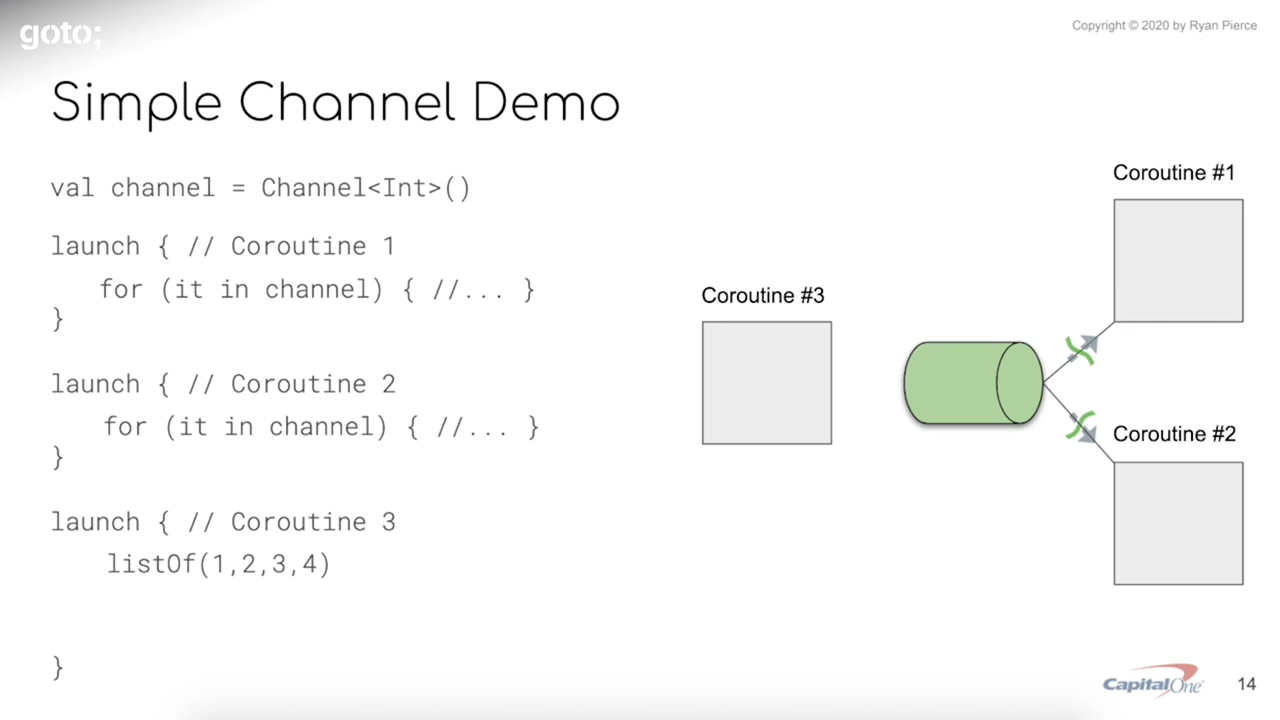 goto;
Copyright © 2020 by Ryan Pierce
Simple Channel Demo
val channel = Channel<Int>()
launch { // Coroutine 1
for (it in channel) { //... }
}
launch { // Coroutine 2
for (it in channel) { //... }
}
launch { // Coroutine 3
listOf(1,2,3,4)
}
Coroutine #3
Coroutine #1
Coroutine #2
CapitalOne
14